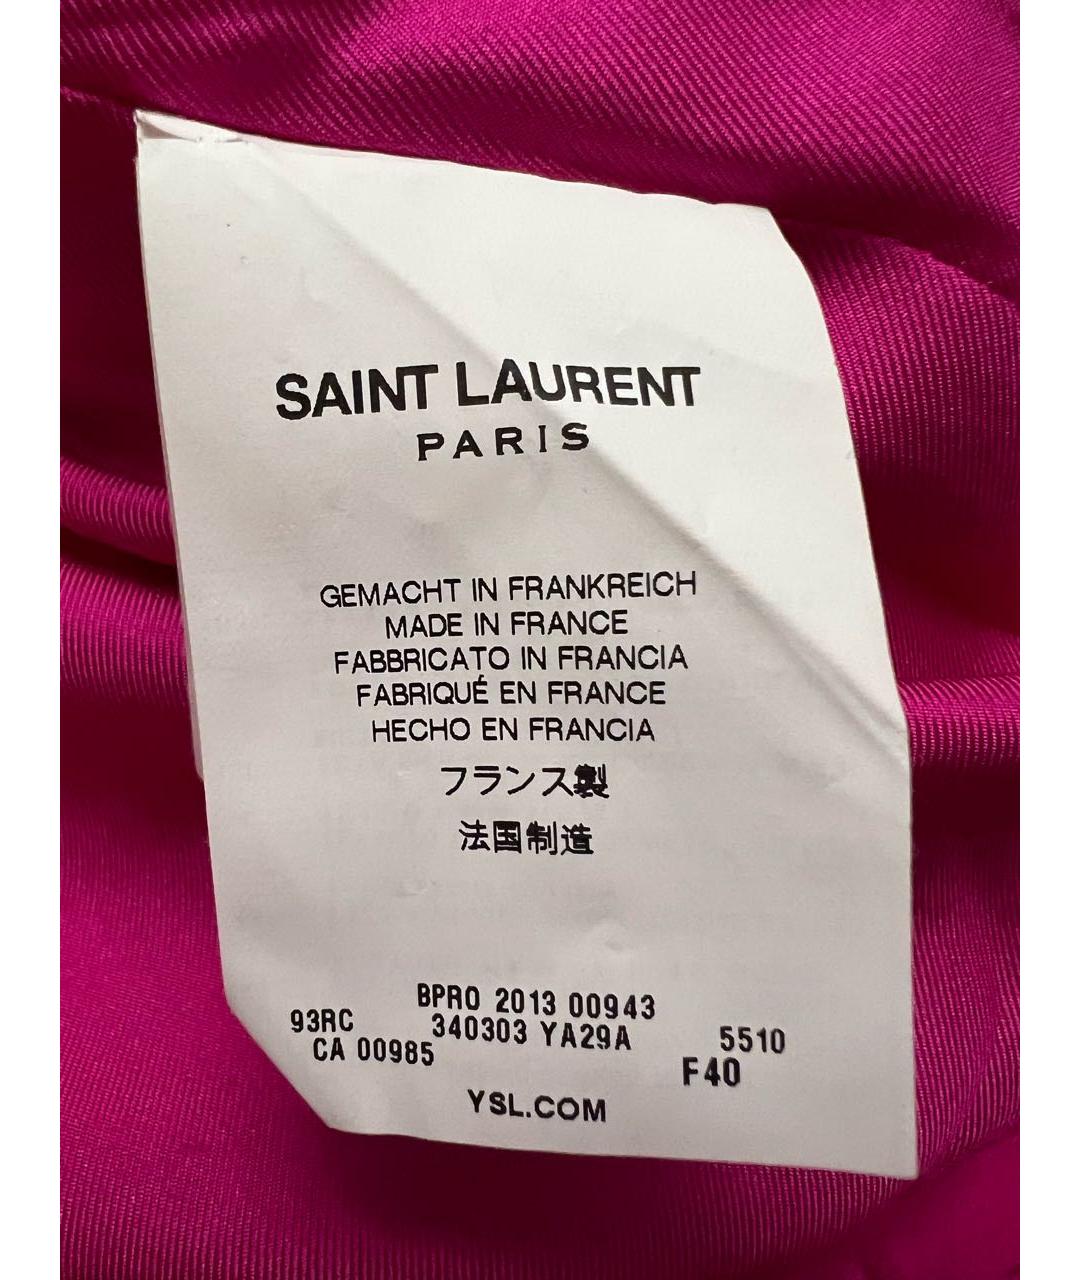 SAINT LAURENT
PARIS
GEMACHT IN FRANKREICH
MADE IN FRANCE
FABBRICATO IN FRANCIA
FABRIQUÉ EN FRANCE
HECHO EN FRANCIA
フランス製
法国制造
BPRO 2013 00943
93RC 340303 YA29A 5510
CA 00985 F40
YSL.COM